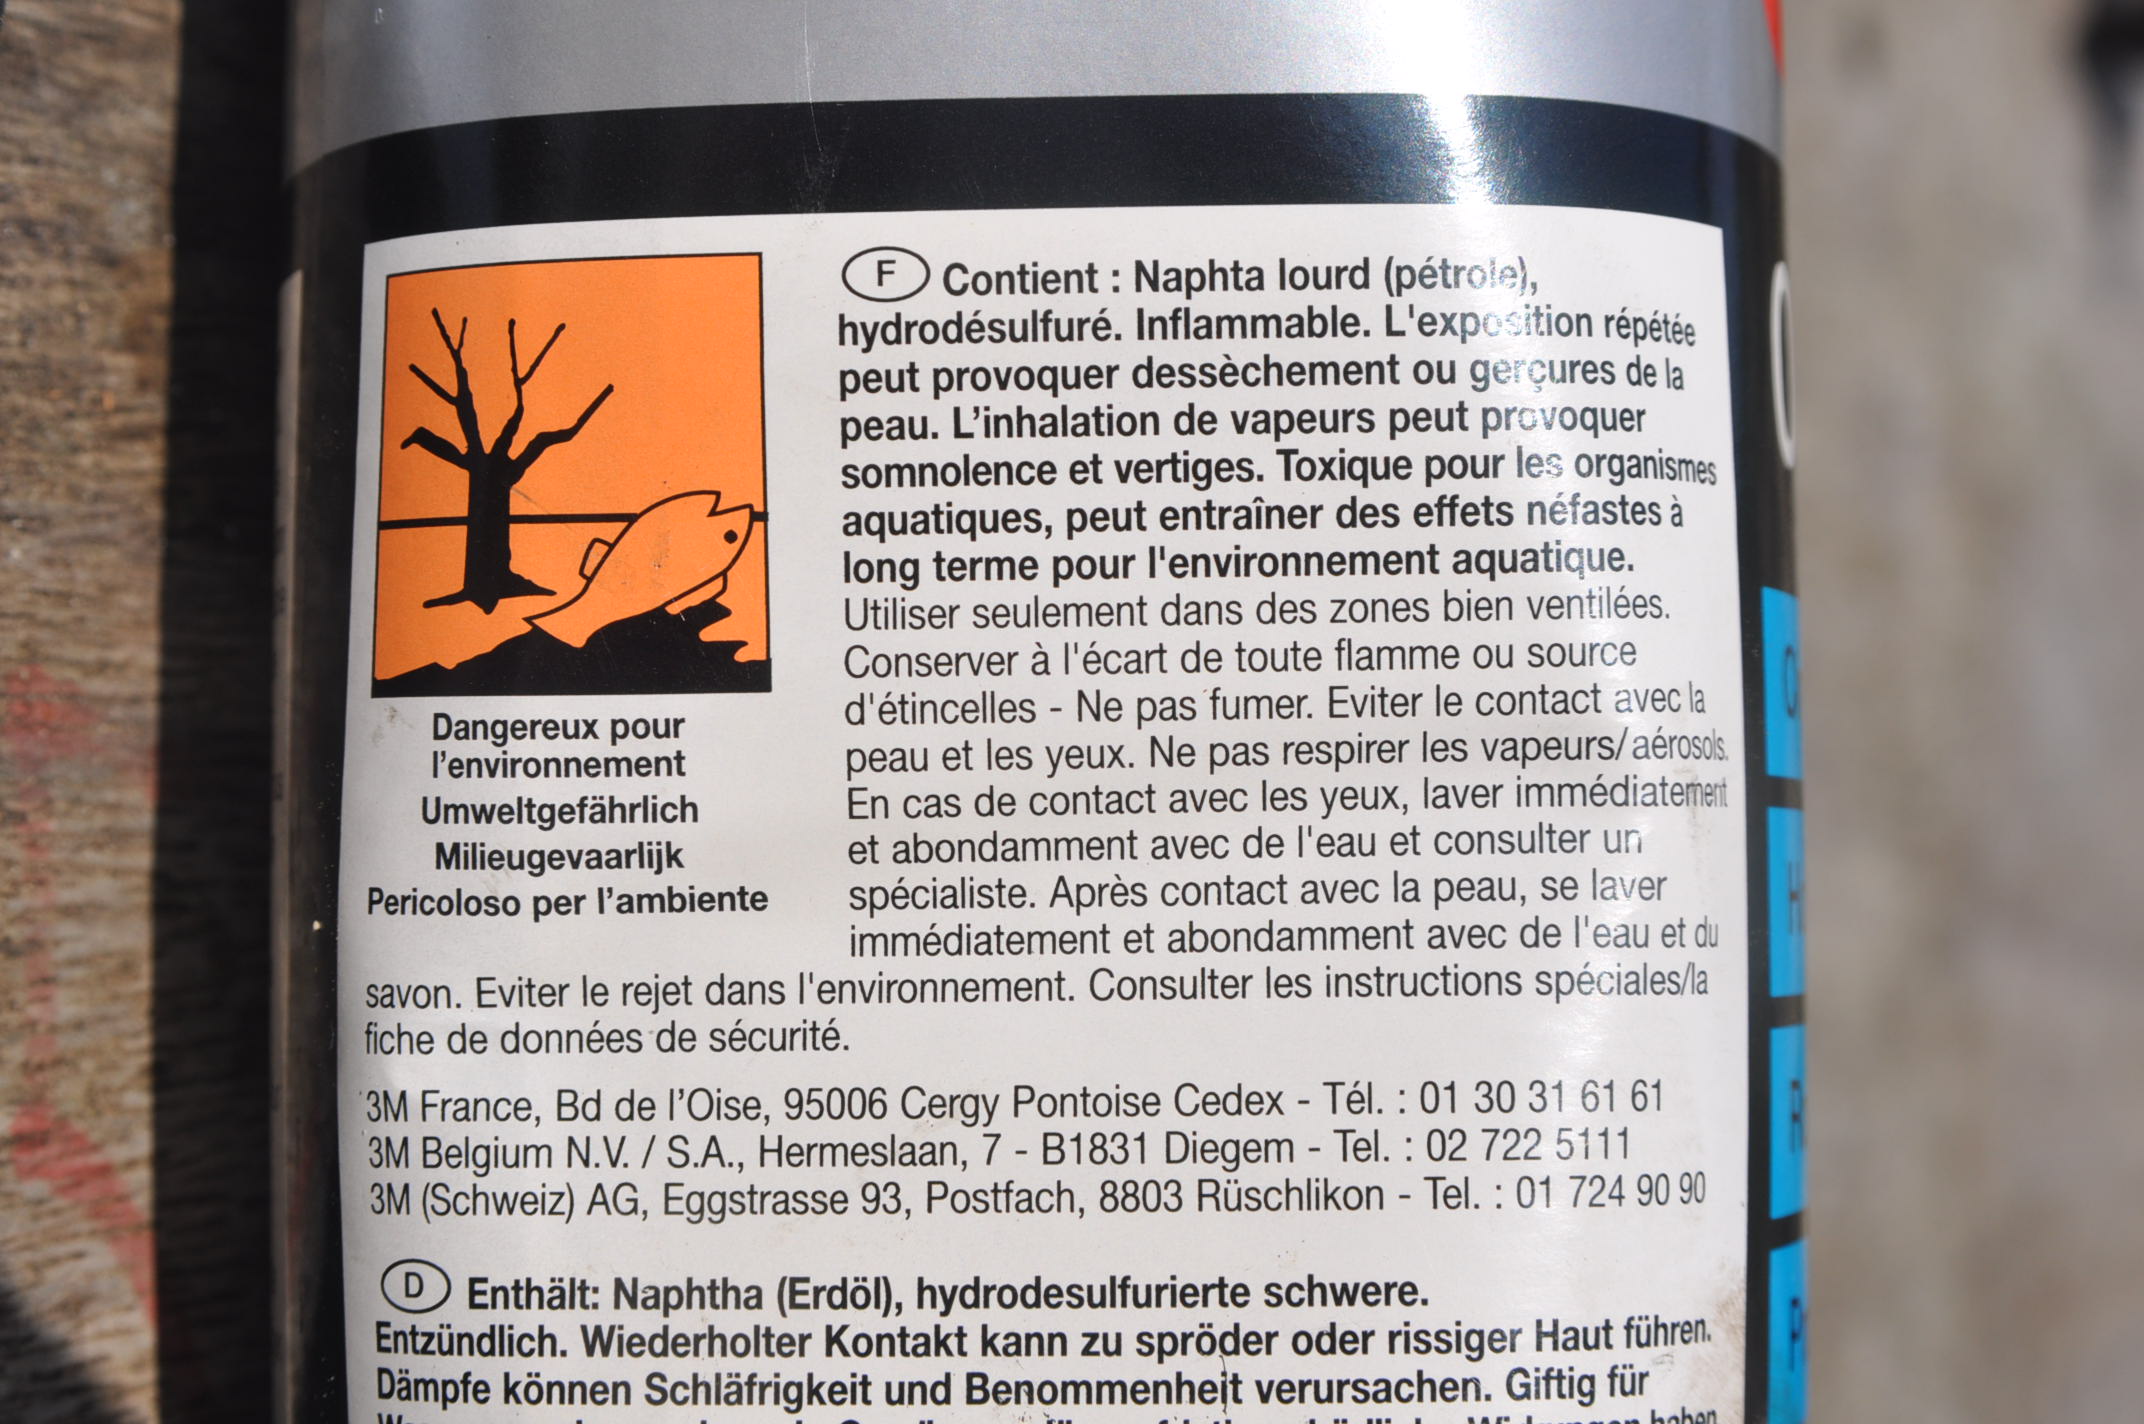 F Contient : Naphta lourd (pétrole),
hydrodésulfuré. Inflammable. L'exposition répétée
peut provoquer dessèchement ou gerçures de la
peau. L'inhalation de vapeurs peut provoquer
somnolence et vertiges. Toxique pour les organismes
aquatiques, peut entraîner des effets néfastes à
long terme pour l'environnement aquatique.
Utiliser seulement dans des zones bien ventilées.
Conserver à l'écart de toute flamme ou source
d'étincelles - Ne pas fumer. Eviter le contact avec la
peau et les yeux. Ne pas respirer les vapeurs/aérosols.
En cas de contact avec les yeux, laver immédiatement
et abondamment avec de l'eau et consulter un
spécialiste. Après contact avec la peau, se laver
immédiatement et abondamment avec de l'eau et du
savon. Eviter le rejet dans l'environnement. Consulter les instructions spéciales/la
fiche de données de sécurité.
Dangereux pour
l'environnement
Umweltgefährlich
Milieugevaarlijk
Pericoloso per l'ambiente
3M France, Bd de l'Oise, 95006 Cergy Pontoise Cedex - Tél. : 01 30 31 61 61
3M Belgium N.V. / S.A., Hermeslaan, 7 - B1831 Diegem - Tel. : 02 722 5111
3M (Schweiz) AG, Eggstrasse 93, Postfach, 8803 Rüschlikon - Tel. : 01 724 90 90
D Enthält: Naphtha (Erdöl), hydrodesulfurierte schwere.
Entzündlich. Wiederholter Kontakt kann zu spröder oder rissiger Haut führen.
Dämpfe können Schläfrigkeit und Benommenheit verursachen. Giftig für